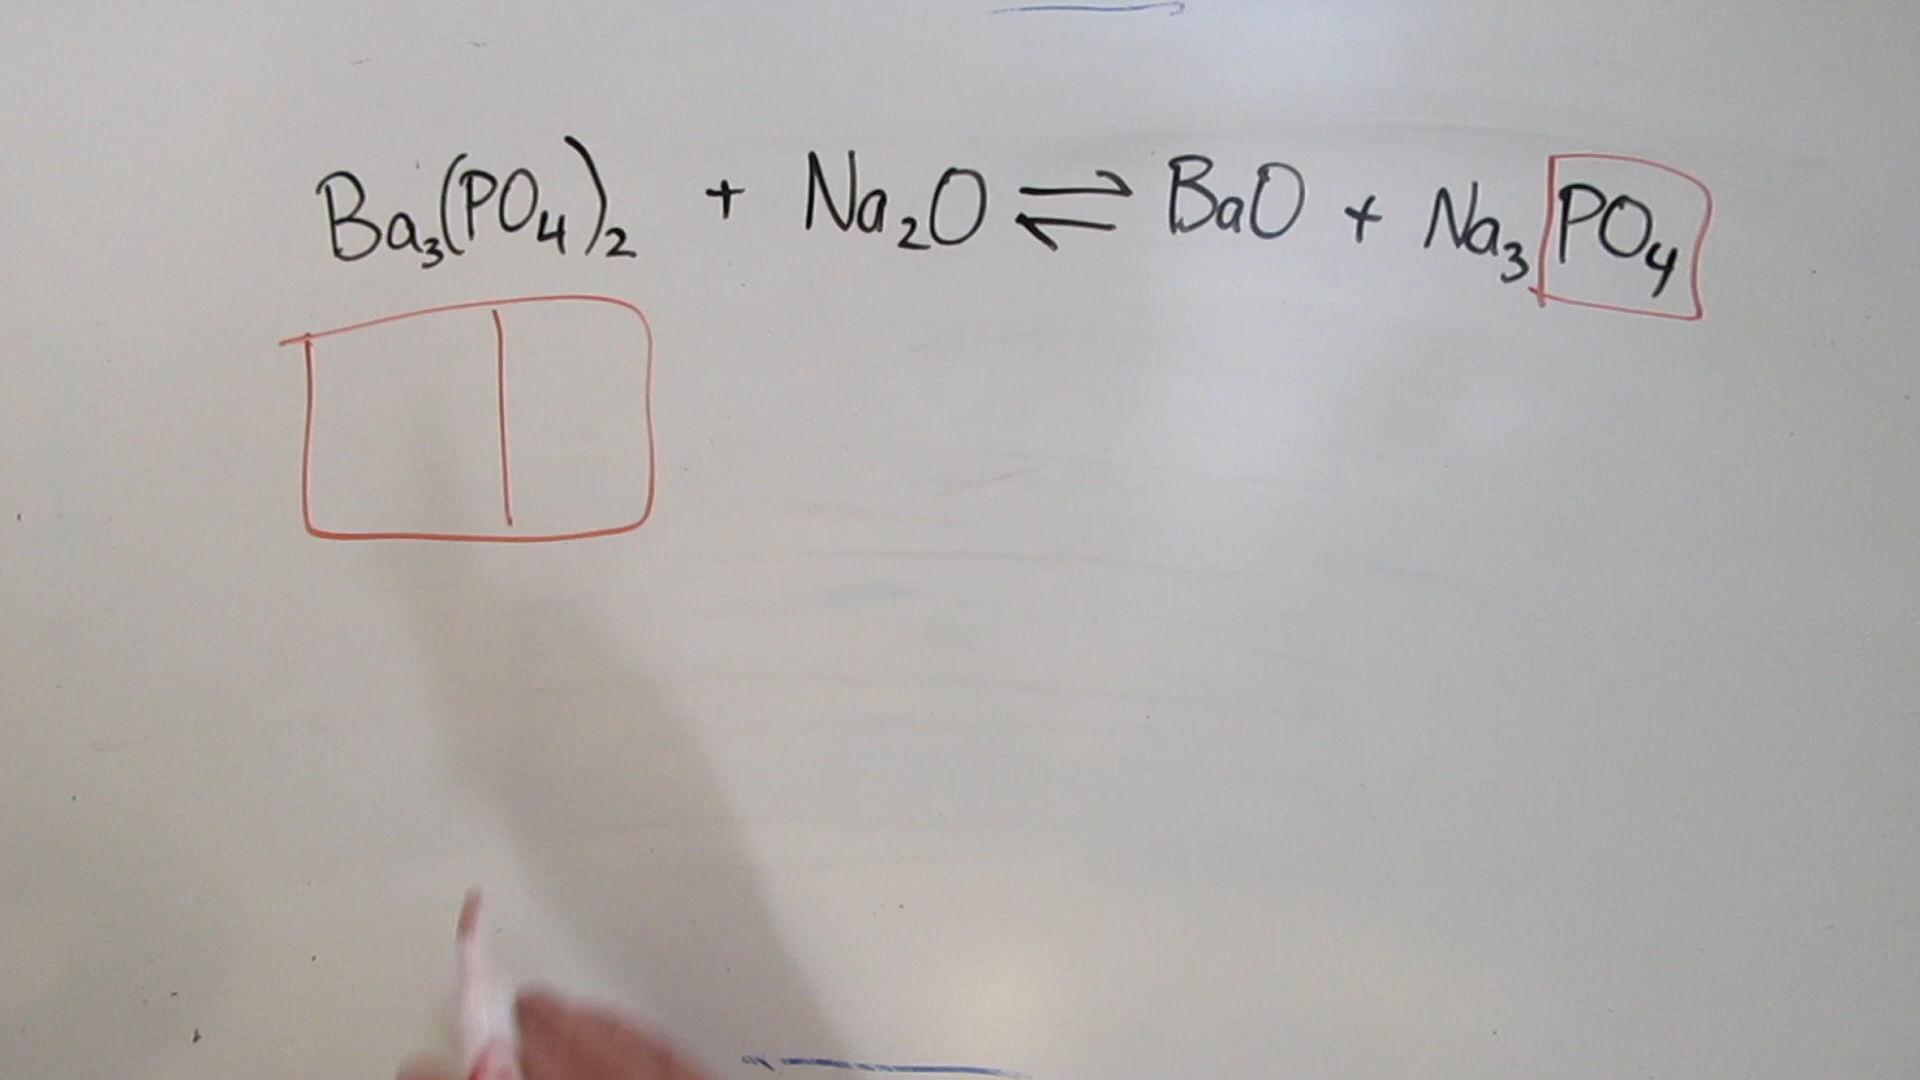 Ba₃(PO₄)₂ + Na₂O ⇌ BaO + Na₃PO₄